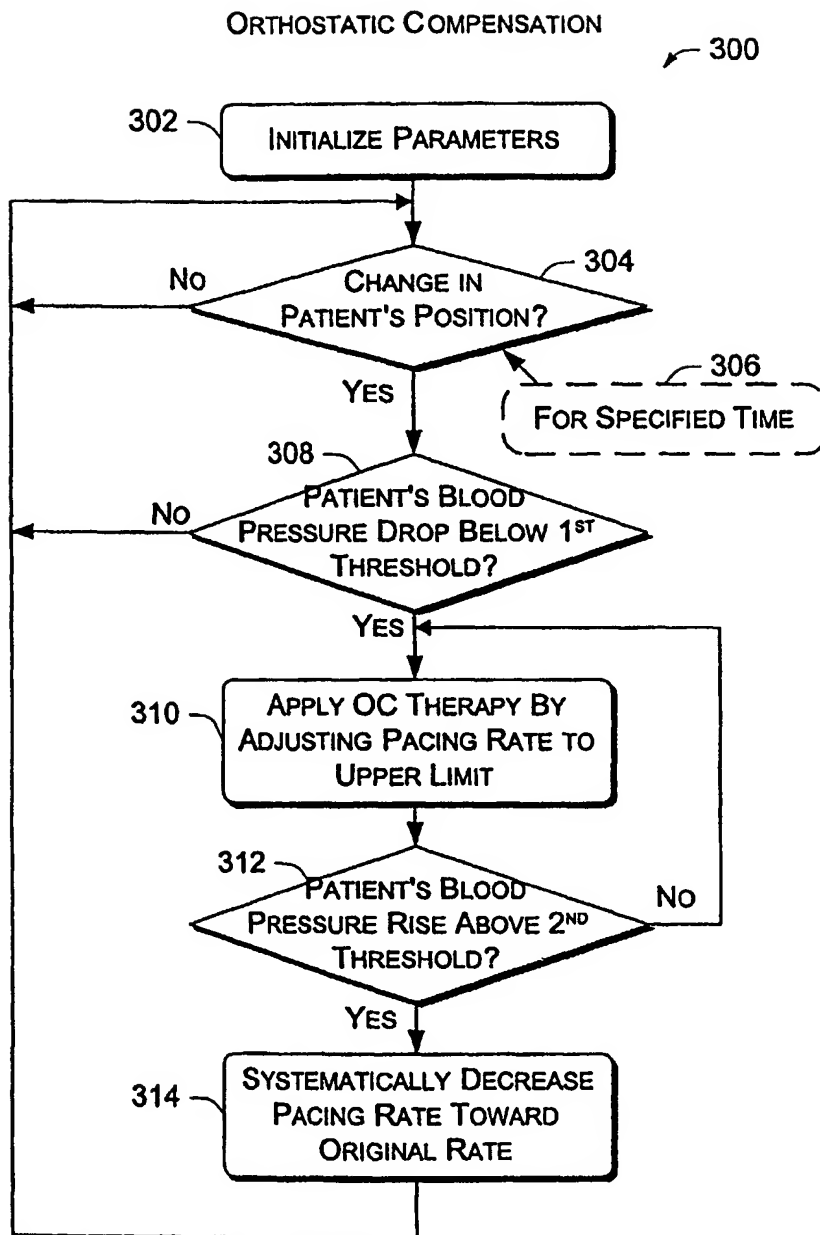 ORTHOSTATIC COMPENSATION
300
302
INITIALIZE PARAMETERS
304
NO
CHANGE IN
PATIENT'S POSITION?
306
YES
FOR SPECIFIED TIME
308
NO
PATIENT'S BLOOD
PRESSURE DROP BELOW 1ST
THRESHOLD?
YES
310
APPLY OC THERAPY BY
ADJUSTING PACING RATE TO
UPPER LIMIT
312
PATIENT'S BLOOD
PRESSURE RISE ABOVE 2ND
THRESHOLD?
NO
YES
314
SYSTEMATICALLY DECREASE
PACING RATE TOWARD
ORIGINAL RATE